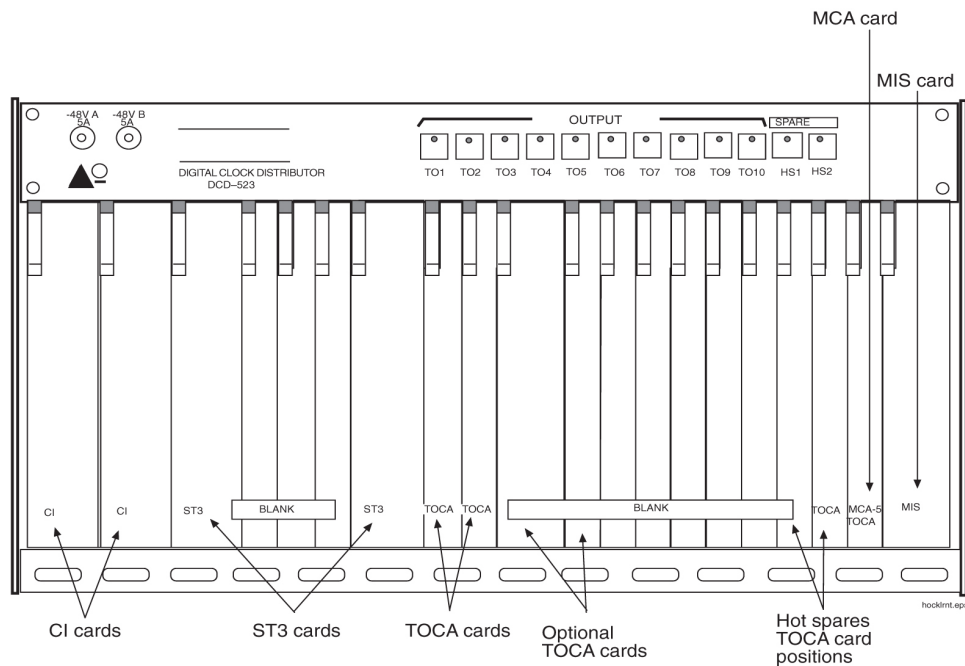 MCA card
MIS card
-48V A
5A
-48V B
5A
OUTPUT
SPARE
DIGITAL CLOCK DISTRIBUTOR
DCD–523
TO1 TO2 TO3 TO4 TO5 TO6 TO7 TO8 TO9 TO10 HS1 HS2
CI
CI
ST3
BLANK
ST3
TOCA
TOCA
BLANK
TOCA
MCA-5
TOCA
MIS
hocklrnt.eps
CI cards
ST3 cards
TOCA cards
Optional
TOCA cards
Hot spares
TOCA card
positions